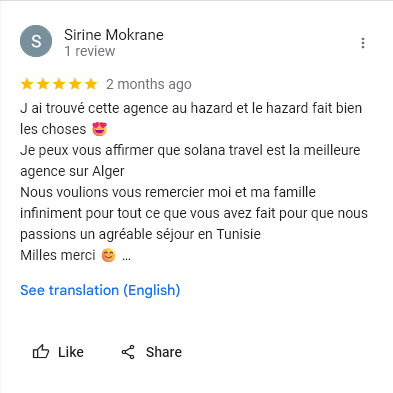 S
Sirine Mokrane
1 review
2 months ago
J ai trouvé cette agence au hazard et le hazard fait bien
les choses 😍
Je peux vous affirmer que solana travel est la meilleure
agence sur Alger
Nous voulions vous remercier moi et ma famille
infiniment pour tout ce que vous avez fait pour que nous
passions un agréable séjour en Tunisie
Milles merci 😊 ...
See translation (English)
Like
Share